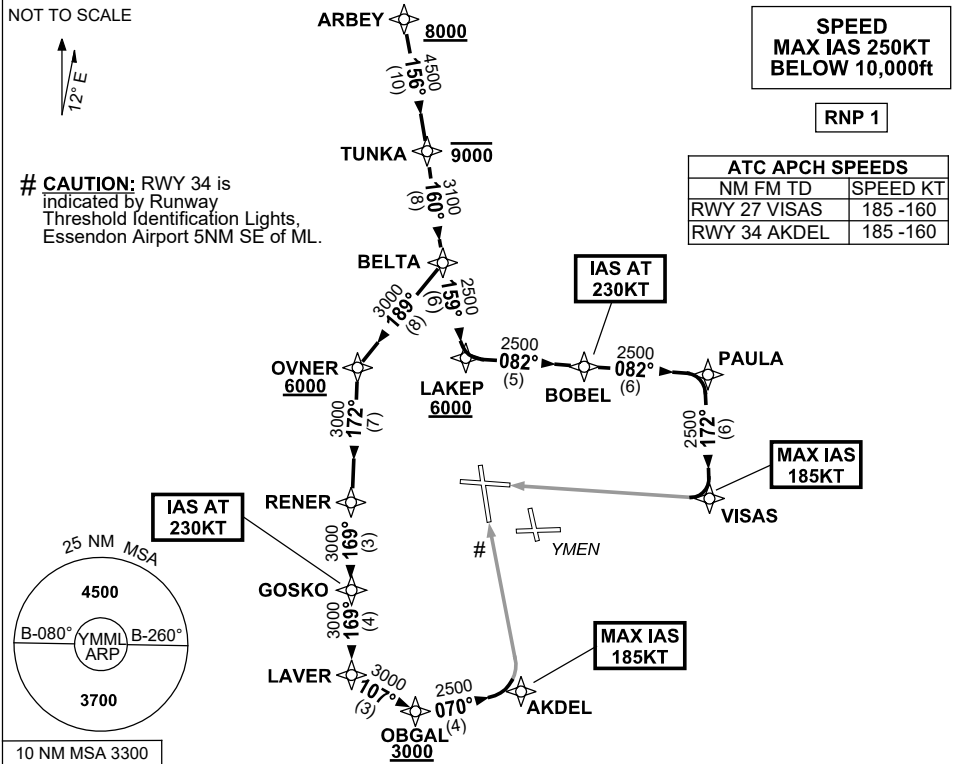 NOT TO SCALE
12° E
ARBEY
8000
4500
156°
(10)
TUNKA
9000
3100
160°
(8)
BELTA
SPEED
MAX IAS 250KT
BELOW 10,000ft
RNP 1
ATC APCH SPEEDS
NM FM TD SPEED KT
RWY 27 VISAS 185 -160
RWY 34 AKDEL 185 -160
# CAUTION: RWY 34 is
indicated by Runway
Threshold Identification Lights,
Essendon Airport 5NM SE of ML.
3000
189°
(8)
2500
159°
(6)
OVNER
6000
LAKEP
6000
2500
082°
(5)
IAS AT
230KT
BOBEL
2500
082°
(6)
PAULA
2500
172°
(6)
MAX IAS
185KT
VISAS
3000
172°
(7)
RENER
IAS AT
230KT
3000
169°
(3)
GOSKO
3000
169°
(4)
LAVER
3000
107°
(3)
OBGAL
3000
2500
070°
(4)
AKDEL
MAX IAS
185KT
#
YMEN
25 NM MSA
4500
B-080° YMML ARP B-260°
3700
10 NM MSA 3300